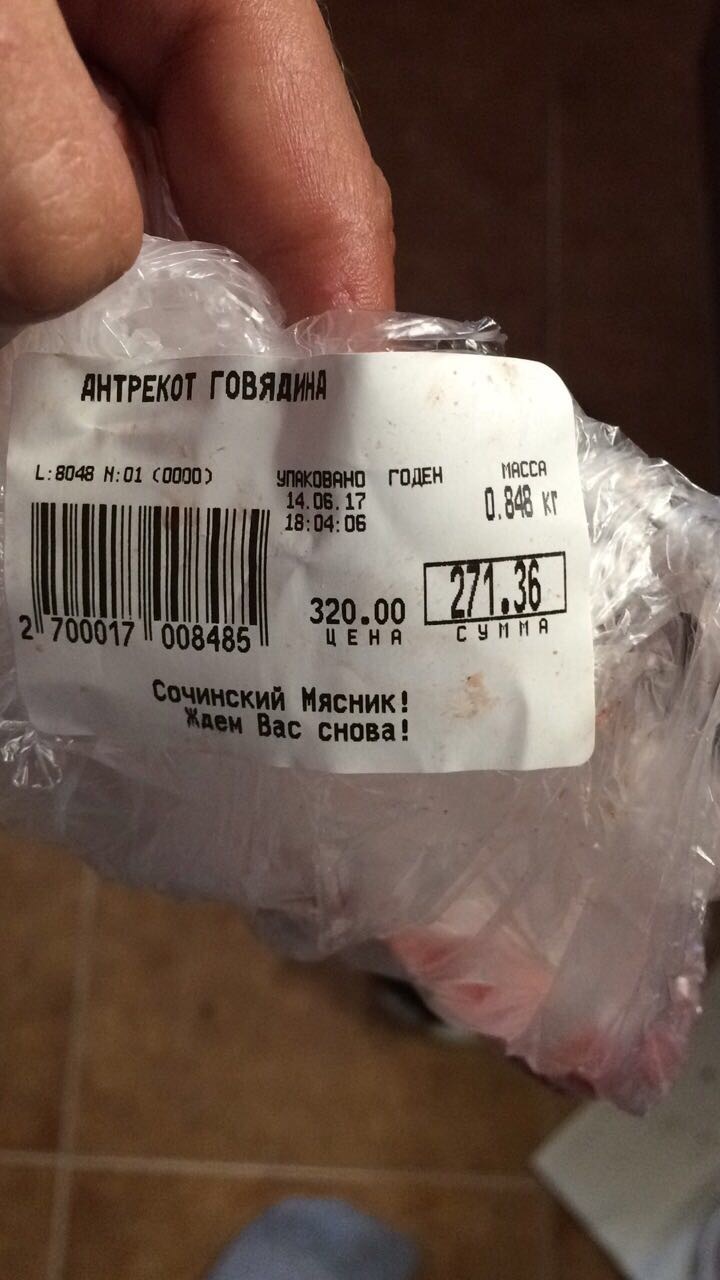 АНТРЕКОТ ГОВЯДИНА
L:8048 N:01 (0000)
УПАКОВАНО ГОДЕН МАССА
14.06.17
18:04:06
0.848 кг
320.00
ЦЕНА
271.36
СУММА
2 700017 008485
Сочинский Мясник!
Ждем Вас снова!